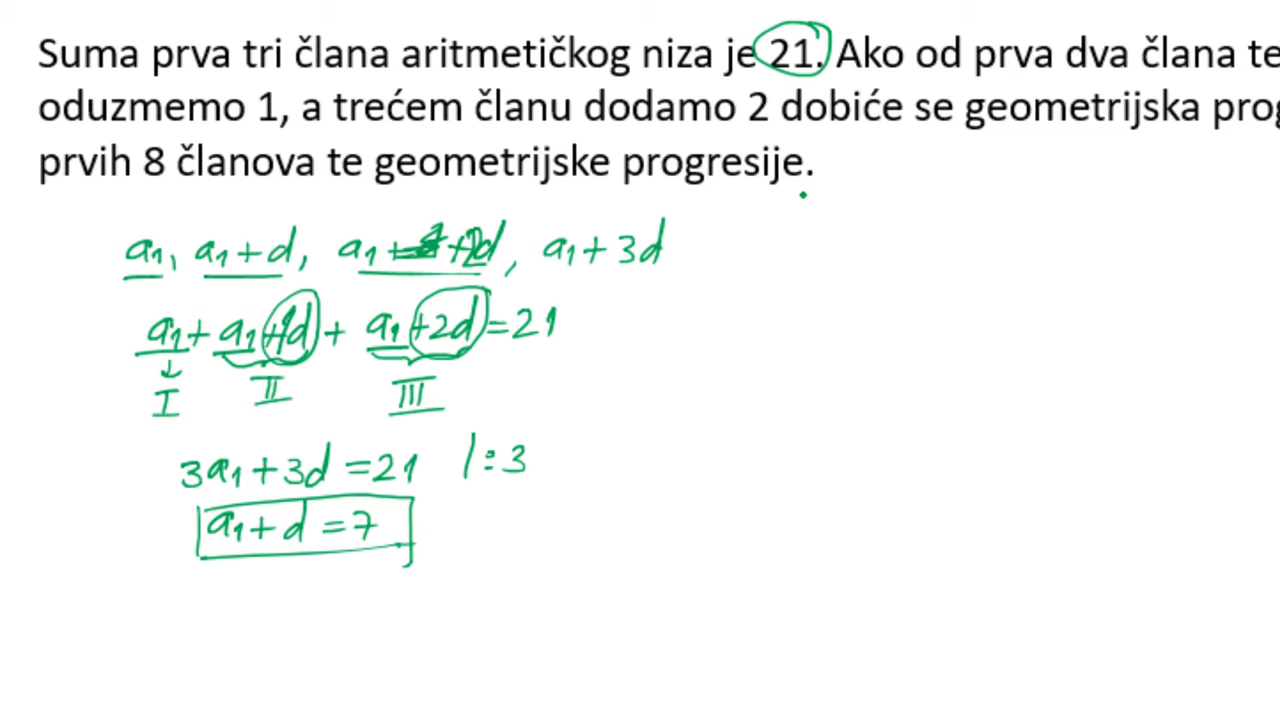 Suma prva tri člana aritmetičkog niza je 21. Ako od prva dva člana te
oduzmemo 1, a trećem članu dodamo 2 dobiće se geometrijska prog
prvih 8 članova te geometrijske progresije.
a₁, a₁+d, a₁+2d, a₁+3d
a₁+a₁+1d+a₁+2d=21
I II III
3a₁+3d=21 /:3
a₁+d=7